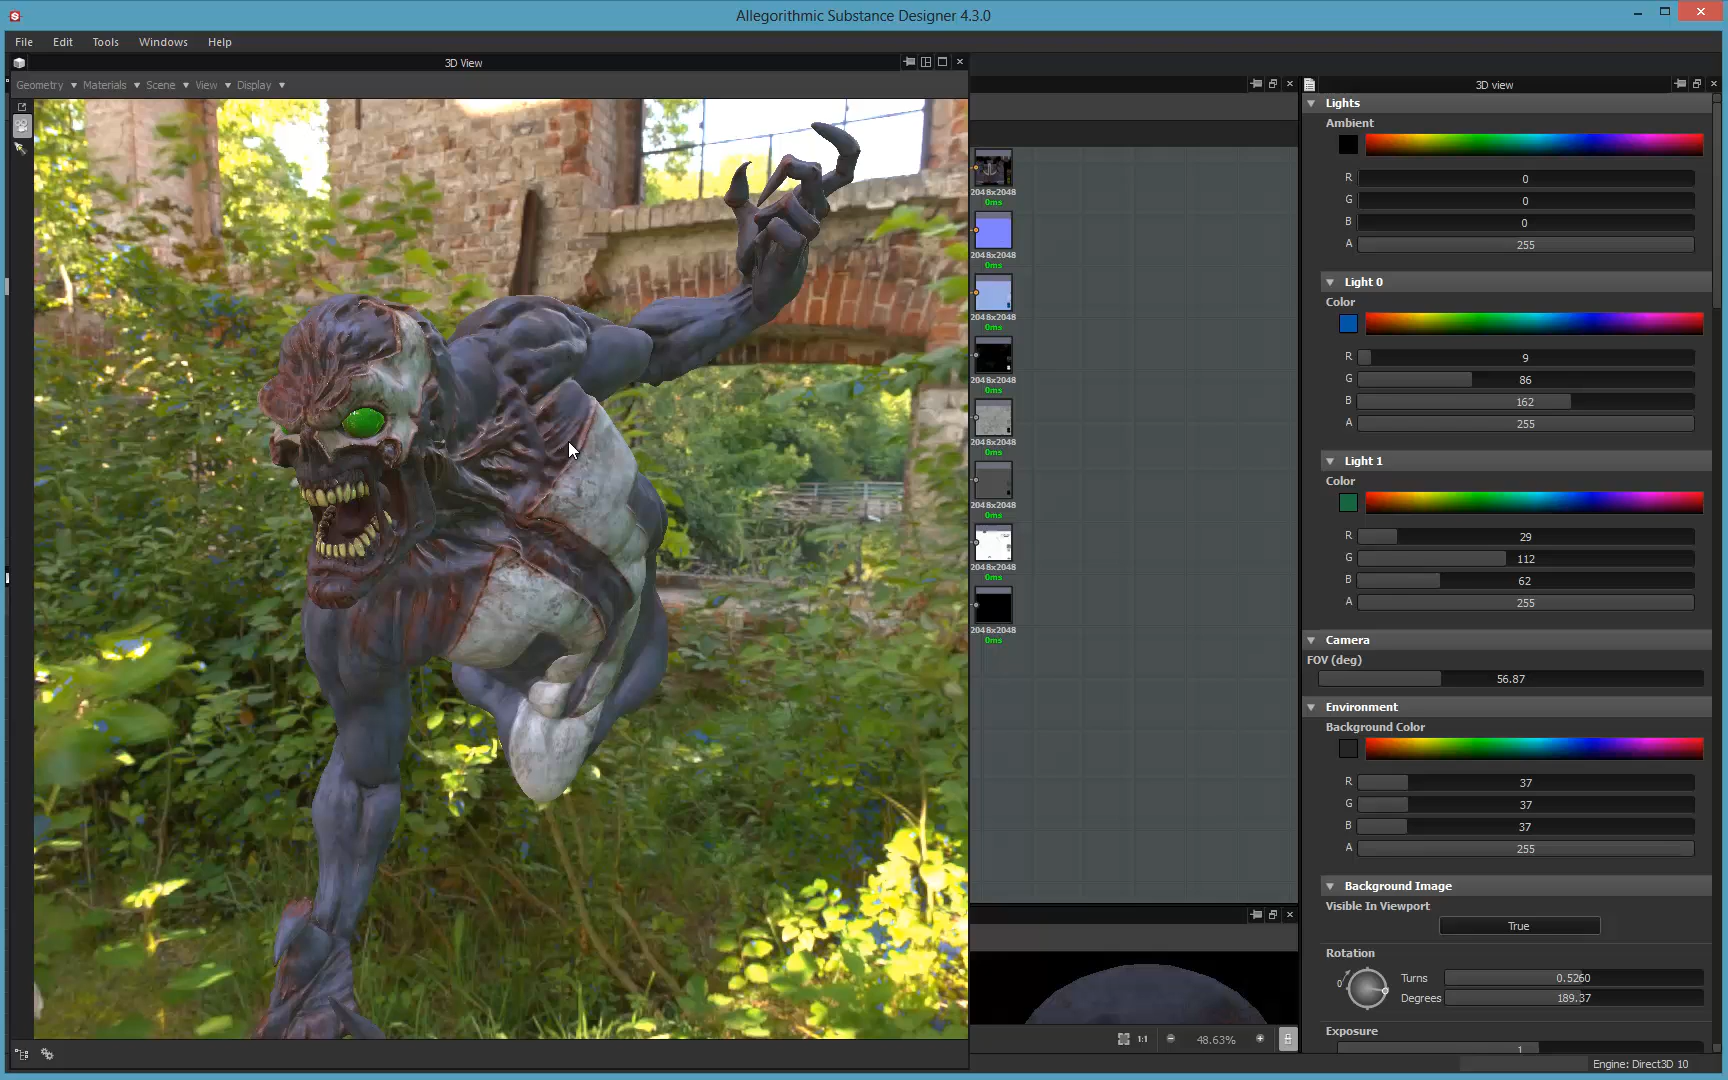 Allegorithmic Substance Designer 4.3.0
File Edit Tools Windows Help
3D View
Geometry Materials Scene View Display
2048x2048
0ms
2048x2048
0ms
2048x2048
0ms
2048x2048
0ms
2048x2048
0ms
2048x2048
0ms
2048x2048
0ms
2048x2048
0ms
1:1 48.63%
3D view
Lights
Ambient
R 0
G 0
B 0
A 255
Light 0
Color
R 9
G 86
B 162
A 255
Light 1
Color
R 29
G 112
B 62
A 255
Camera
FOV (deg)
56.87
Environment
Background Color
R 37
G 37
B 37
A 255
Background Image
Visible In Viewport
True
Rotation
0° Turns 0.5260
Degrees 189.37
Exposure
1
Engine: Direct3D 10